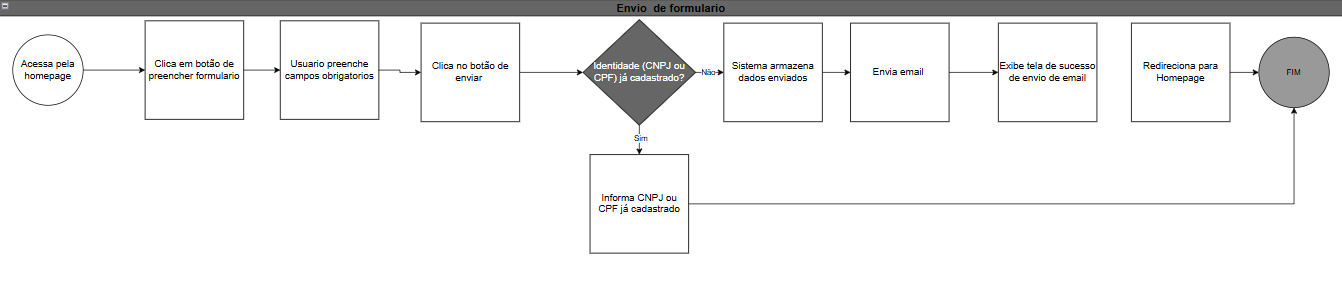 Envio de formulario
Acessa pela
homepage
Clica em botão de
preencher formulario
Usuario preenche
campos obrigatorios
Clica no botão de
enviar
Identidade (CNPJ ou
CPF) já cadastrado?
Não
Sistema armazena
dados enviados
Envia email
Exibe tela de sucesso
de envio de email
Redireciona para
Homepage
FIM
Sim
Informa CNPJ ou
CPF já cadastrado